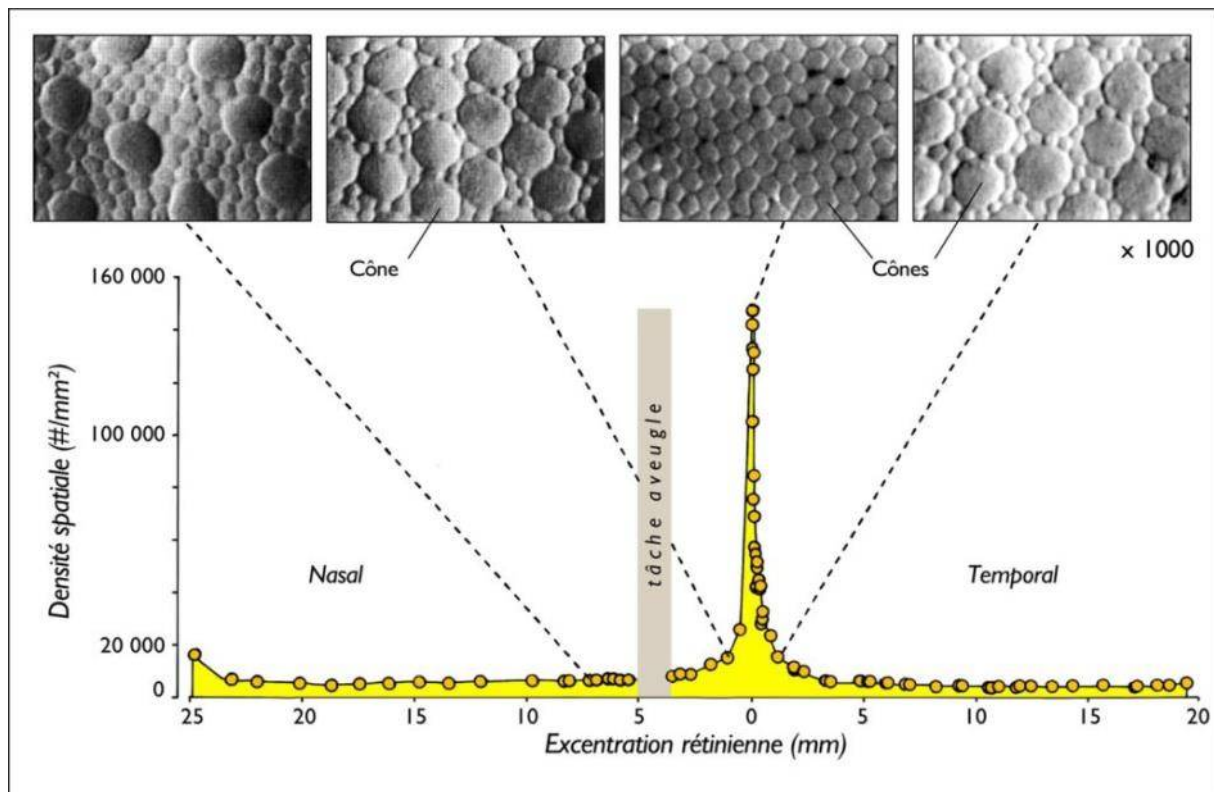 Cône
Cônes
x 1000
160 000
100 000
20 000
0
Densité spatiale (#/mm²)
Nasal
tâche aveugle
Temporal
25 20 15 10 5 0 5 10 15 20
Excentration rétinienne (mm)